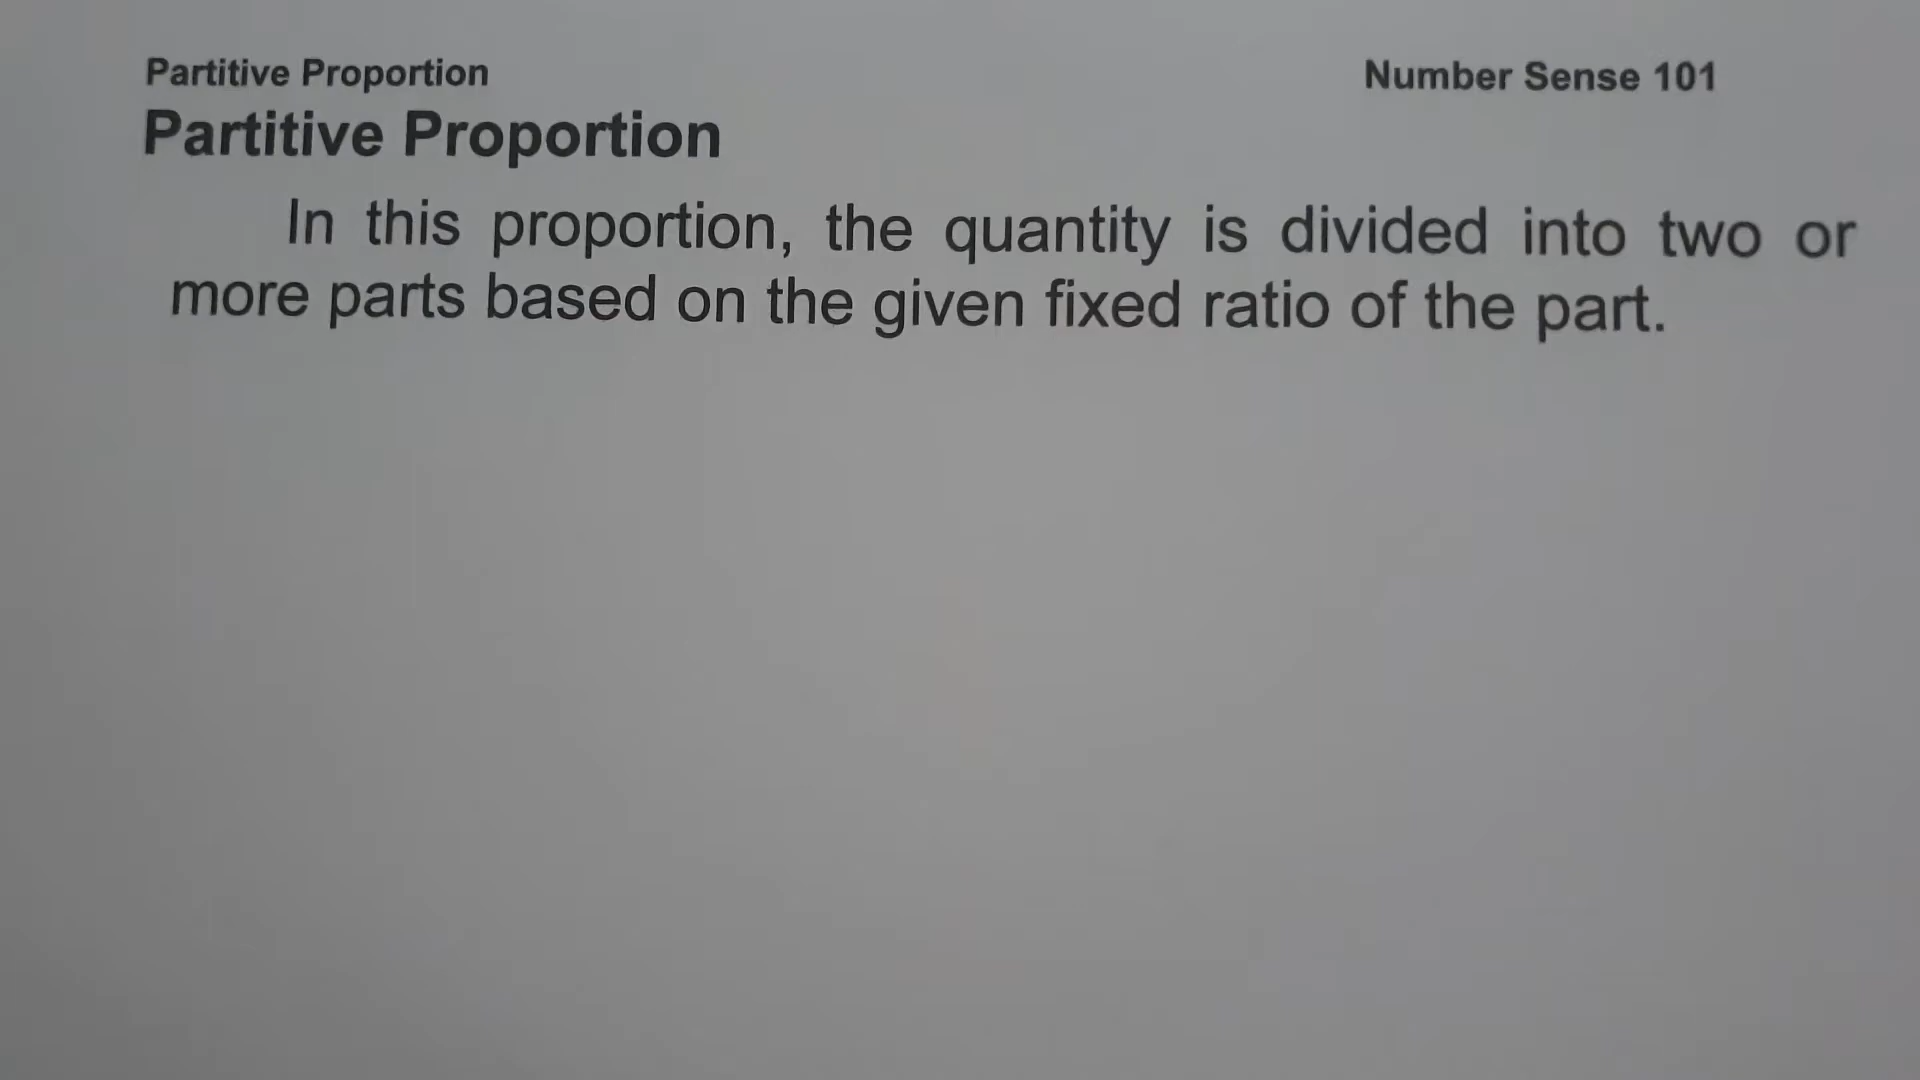 Partitive Proportion Number Sense 101
Partitive Proportion
In this proportion, the quantity is divided into two or
more parts based on the given fixed ratio of the part.